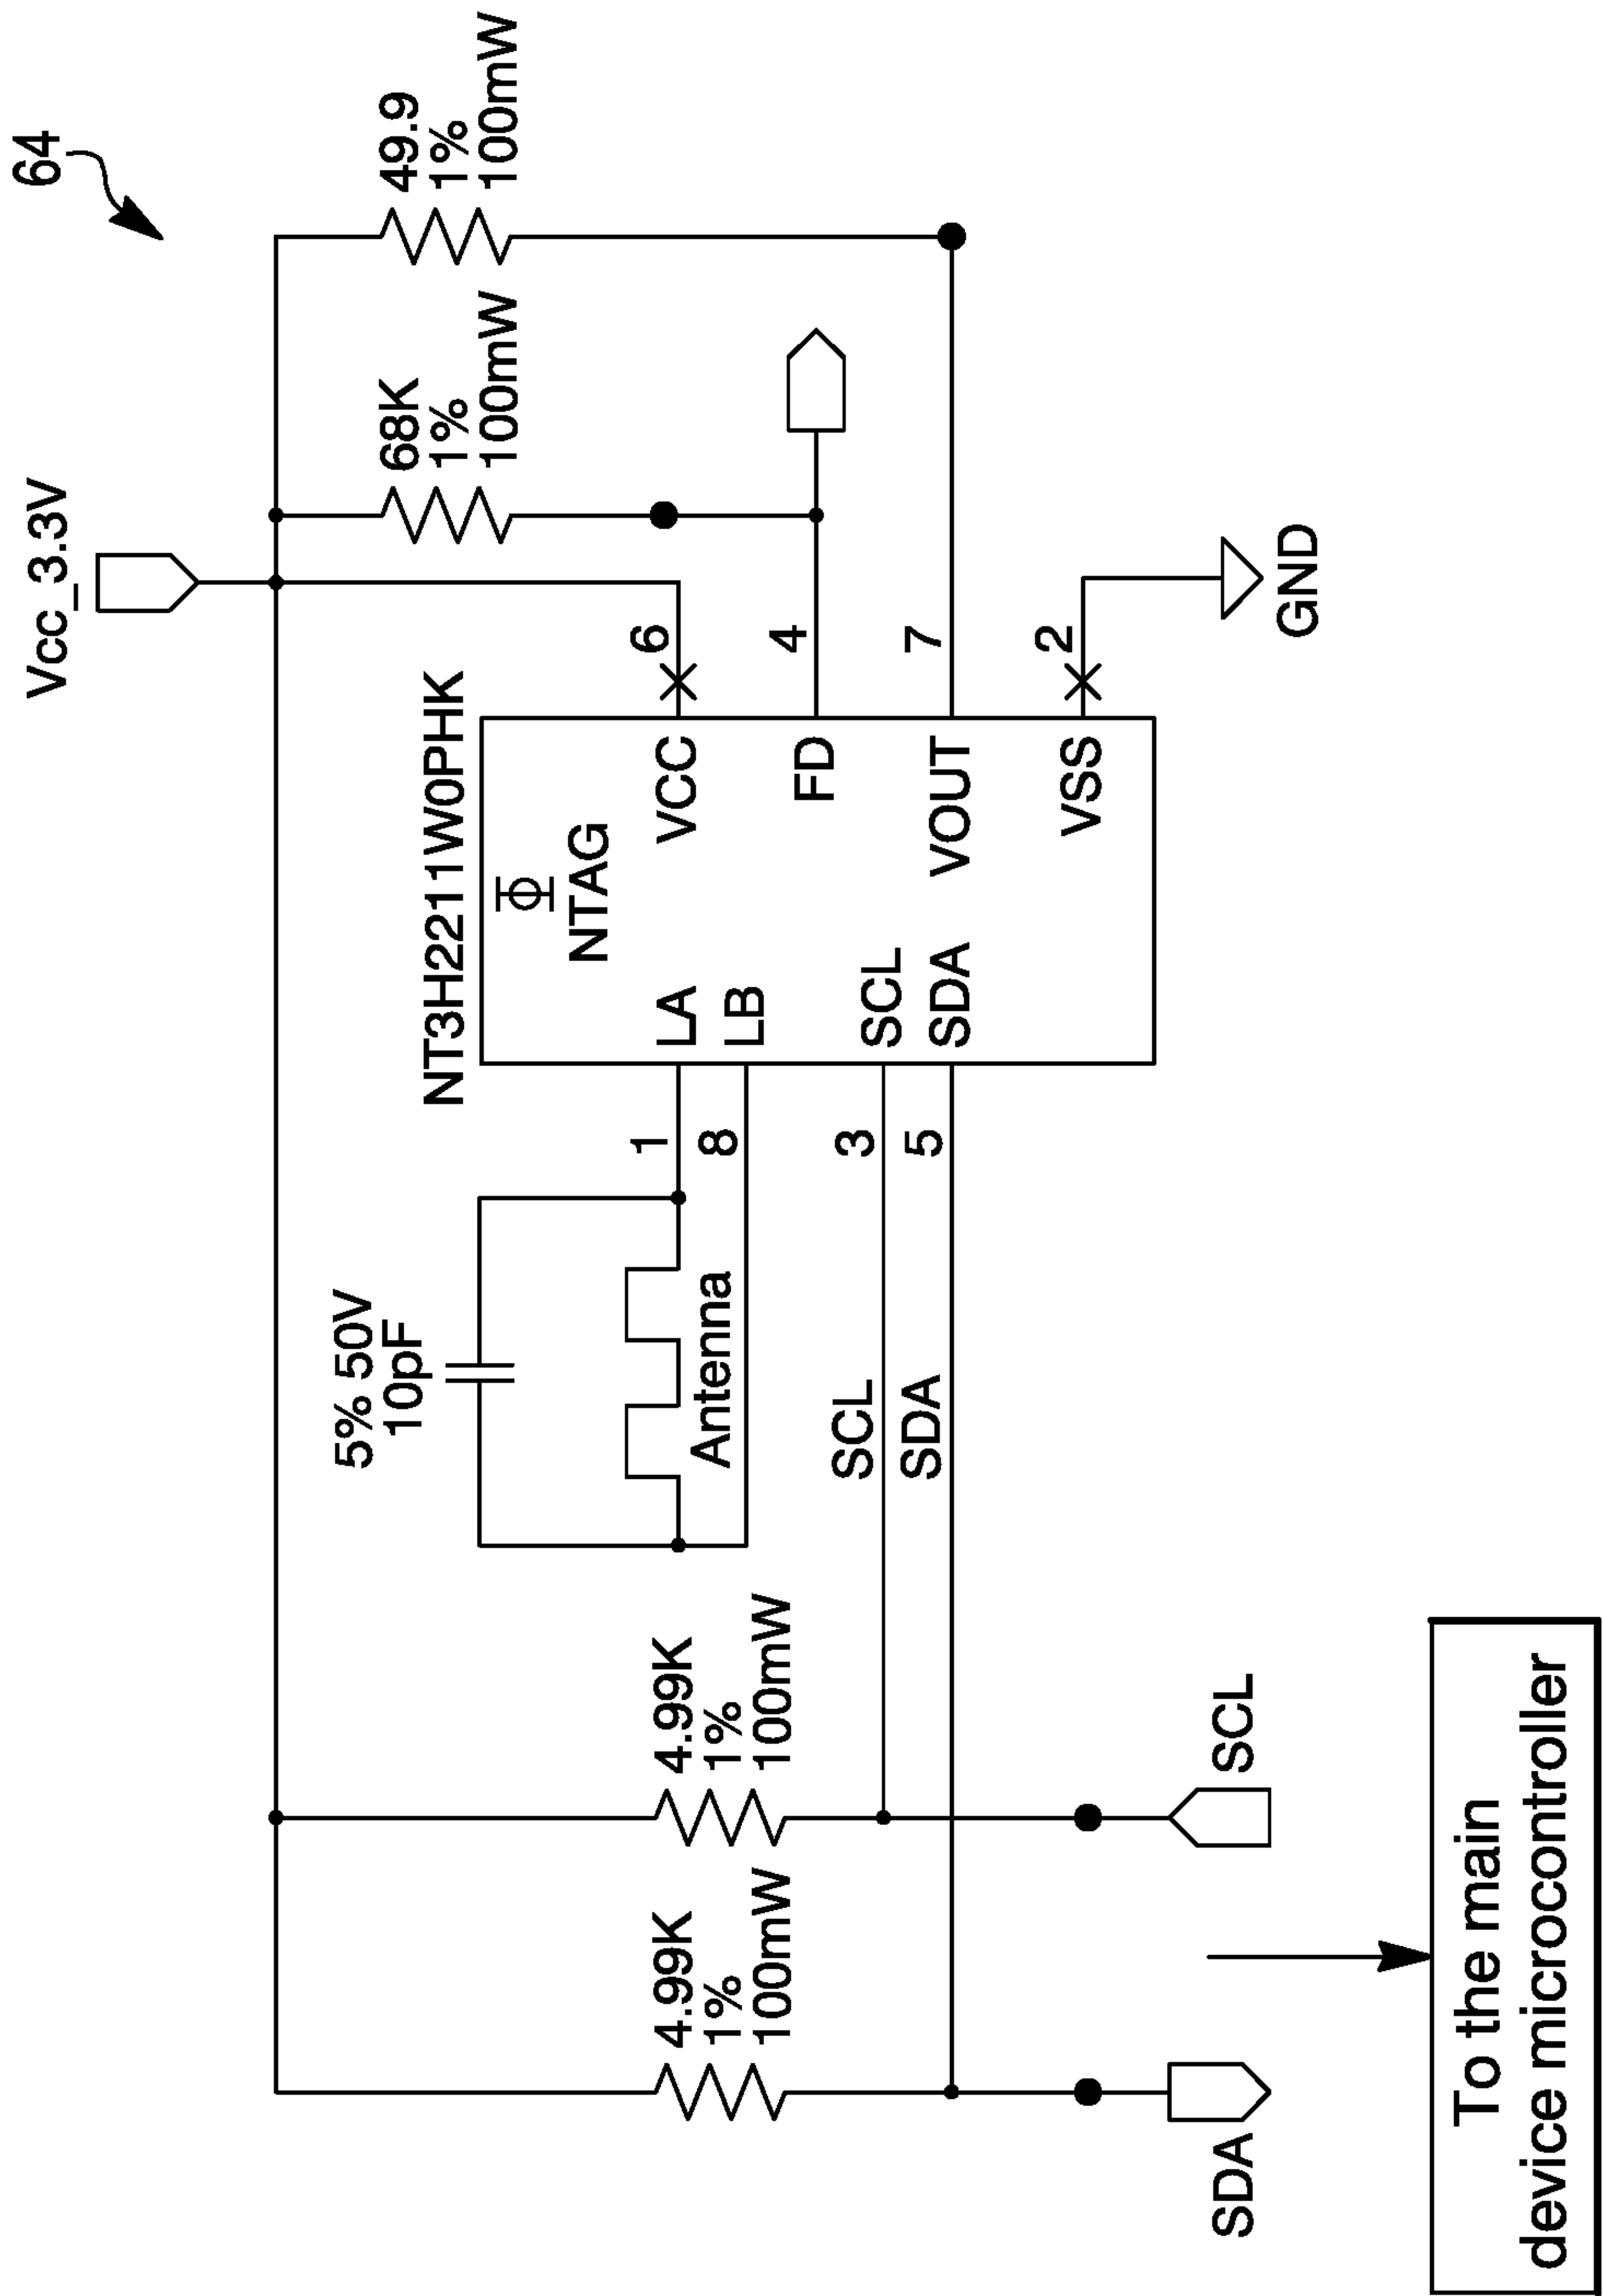 64
Vcc_3.3V
68K
1%
100mW
49.9
1%
100mW
5% 50V
10pF
NT3H2211W0PHK
NTAG
LA
LB
SCL
SDA
VCC
FD
VOUT
VSS
1
8
3
5
6
4
7
2
Antenna
SCL
SDA
GND
4.99K
1%
100mW
4.99K
1%
100mW
SDA
SCL
To the main
device microcontroller